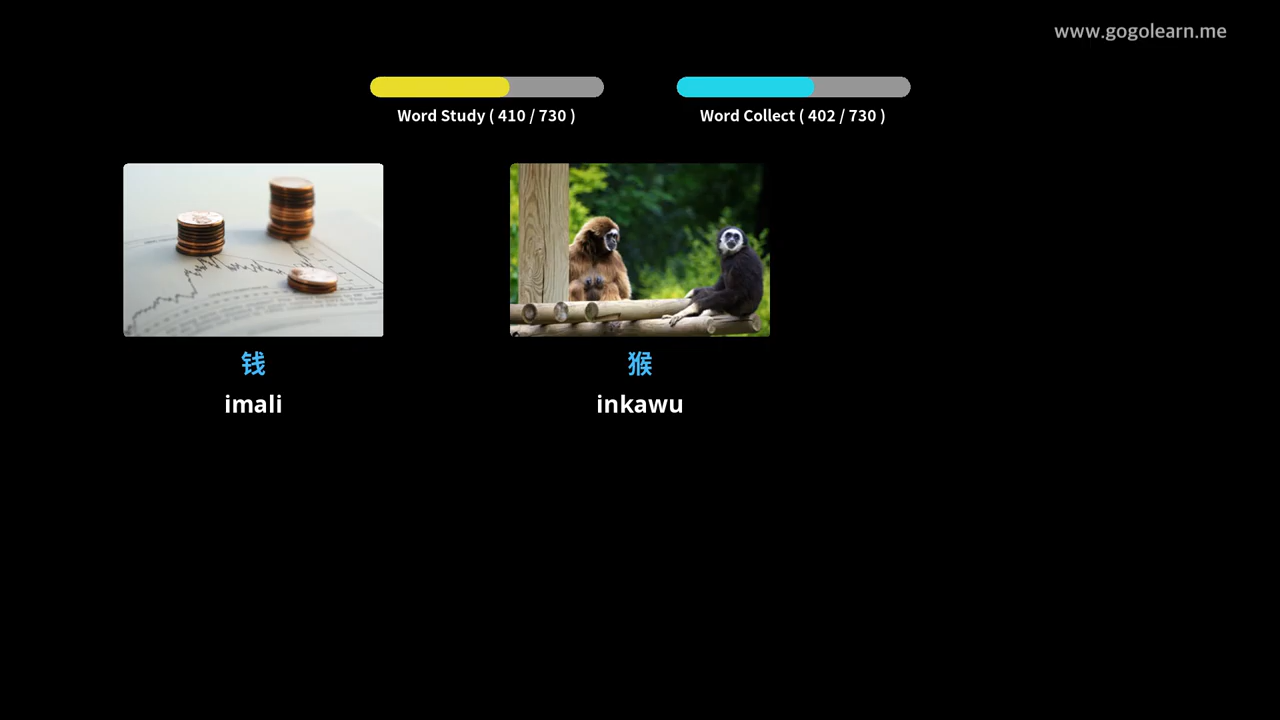 www.gogolearn.me
Word Study ( 410 / 730 )
Word Collect ( 402 / 730 )
钱
imali
猴
inkawu